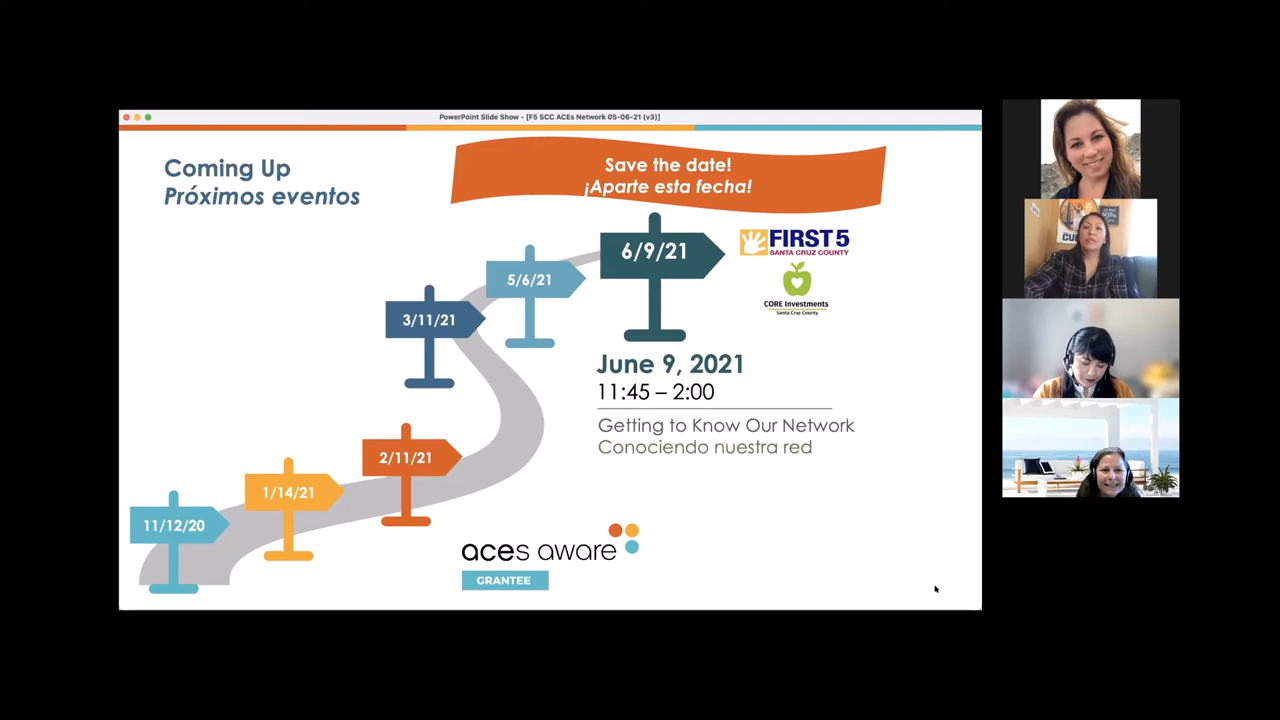 PowerPoint Slide Show - [F5 SCC ACEs Network 05-06-21 (v3)]
Coming Up
Próximos eventos
Save the date!
¡Aparte esta fecha!
6/9/21
FIRST 5
SANTA CRUZ COUNTY
CORE Investments
Santa Cruz County
5/6/21
3/11/21
June 9, 2021
11:45 – 2:00
Getting to Know Our Network
Conociendo nuestra red
2/11/21
1/14/21
11/12/20
aces aware
GRANTEE